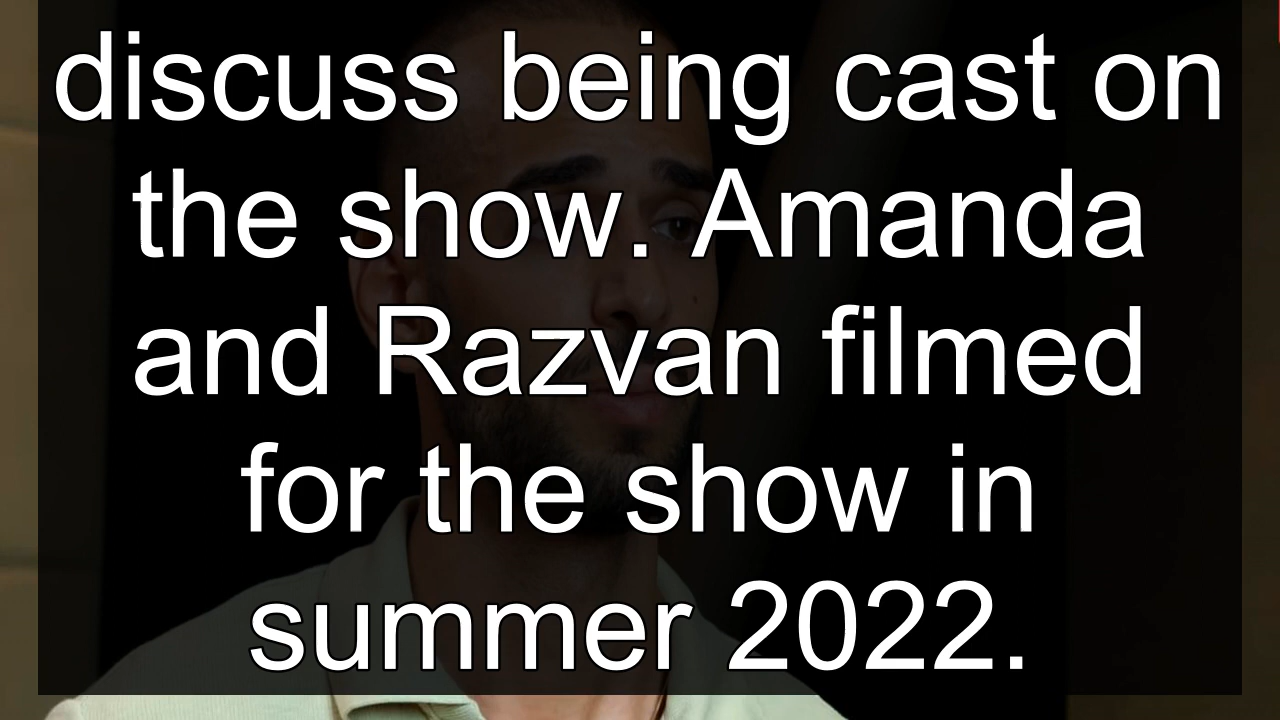 discuss being cast on
the show. Amanda
and Razvan filmed
for the show in
summer 2022.